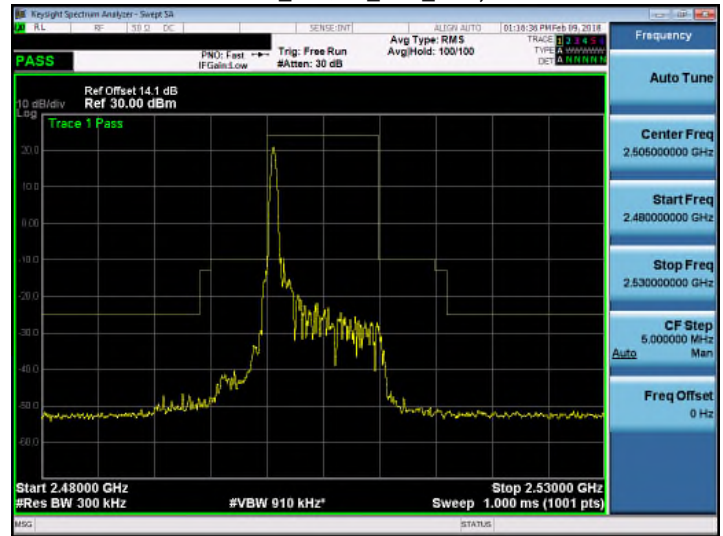 Keysight Spectrum Analyzer - Swept SA
RL RF 50 Ω DC SENSE:INT ALIGN AUTO 01:36:36 PM Feb 09, 2018
Avg Type: RMS TRACE 1 2 3 4 5 6
PASS PNO: Fast Trig: Free Run Avg|Hold: 100/100 TYPE A WWWWW
IFGain:Low #Atten: 30 dB DET A N N N N N
Ref Offset 14.1 dB
10 dB/div Ref 30.00 dBm
Log
Trace 1 Pass
20.0
10.0
0.00
-10.0
-20.0
-30.0
-40.0
-50.0
-60.0
Start 2.48000 GHz Stop 2.53000 GHz
#Res BW 300 kHz #VBW 910 kHz* Sweep 1.000 ms (1001 pts)
MSG STATUS
Frequency
Auto Tune
Center Freq
2.505000000 GHz
Start Freq
2.480000000 GHz
Stop Freq
2.530000000 GHz
CF Step
5.000000 MHz
Auto Man
Freq Offset
0 Hz